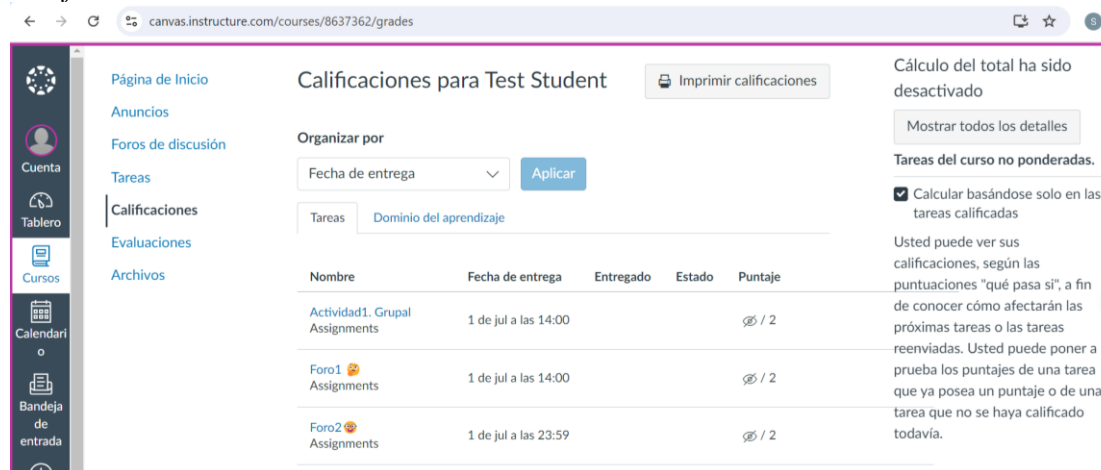 canvas.instructure.com/courses/8637362/grades
S
Cuenta
Tablero
Cursos
Calendari
o
Bandeja
de
entrada
Página de Inicio
Anuncios
Foros de discusión
Tareas
Calificaciones
Evaluaciones
Archivos
Calificaciones para Test Student
Imprimir calificaciones
Organizar por
Fecha de entrega
Aplicar
Tareas Dominio del aprendizaje
Nombre Fecha de entrega Entregado Estado Puntaje
Actividad1. Grupal
Assignments
1 de jul a las 14:00 / 2
Foro1 🤔
Assignments
1 de jul a las 14:00 / 2
Foro2 🤓
Assignments
1 de jul a las 23:59 / 2
Cálculo del total ha sido
desactivado
Mostrar todos los detalles
Tareas del curso no ponderadas.
Calcular basándose solo en las
tareas calificadas
Usted puede ver sus
calificaciones, según las
puntuaciones "qué pasa si", a fin
de conocer cómo afectarán las
próximas tareas o las tareas
reenviadas. Usted puede poner a
prueba los puntajes de una tarea
que ya posea un puntaje o de una
tarea que no se haya calificado
todavía.